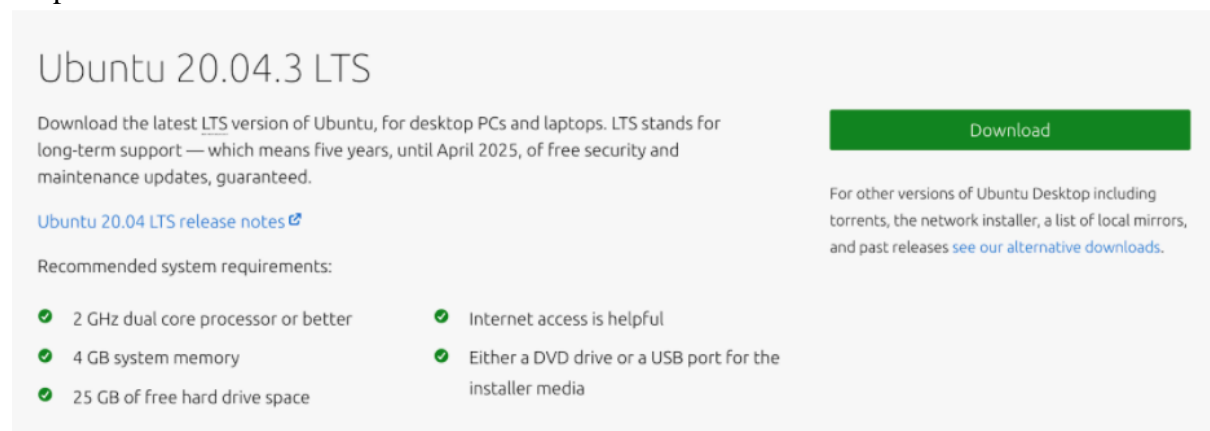 Ubuntu 20.04.3 LTS
Download the latest LTS version of Ubuntu, for desktop PCs and laptops. LTS stands for
long-term support — which means five years, until April 2025, of free security and
maintenance updates, guaranteed.
Ubuntu 20.04 LTS release notes
Recommended system requirements:
2 GHz dual core processor or better
4 GB system memory
25 GB of free hard drive space
Internet access is helpful
Either a DVD drive or a USB port for the
installer media
Download
For other versions of Ubuntu Desktop including
torrents, the network installer, a list of local mirrors,
and past releases see our alternative downloads.